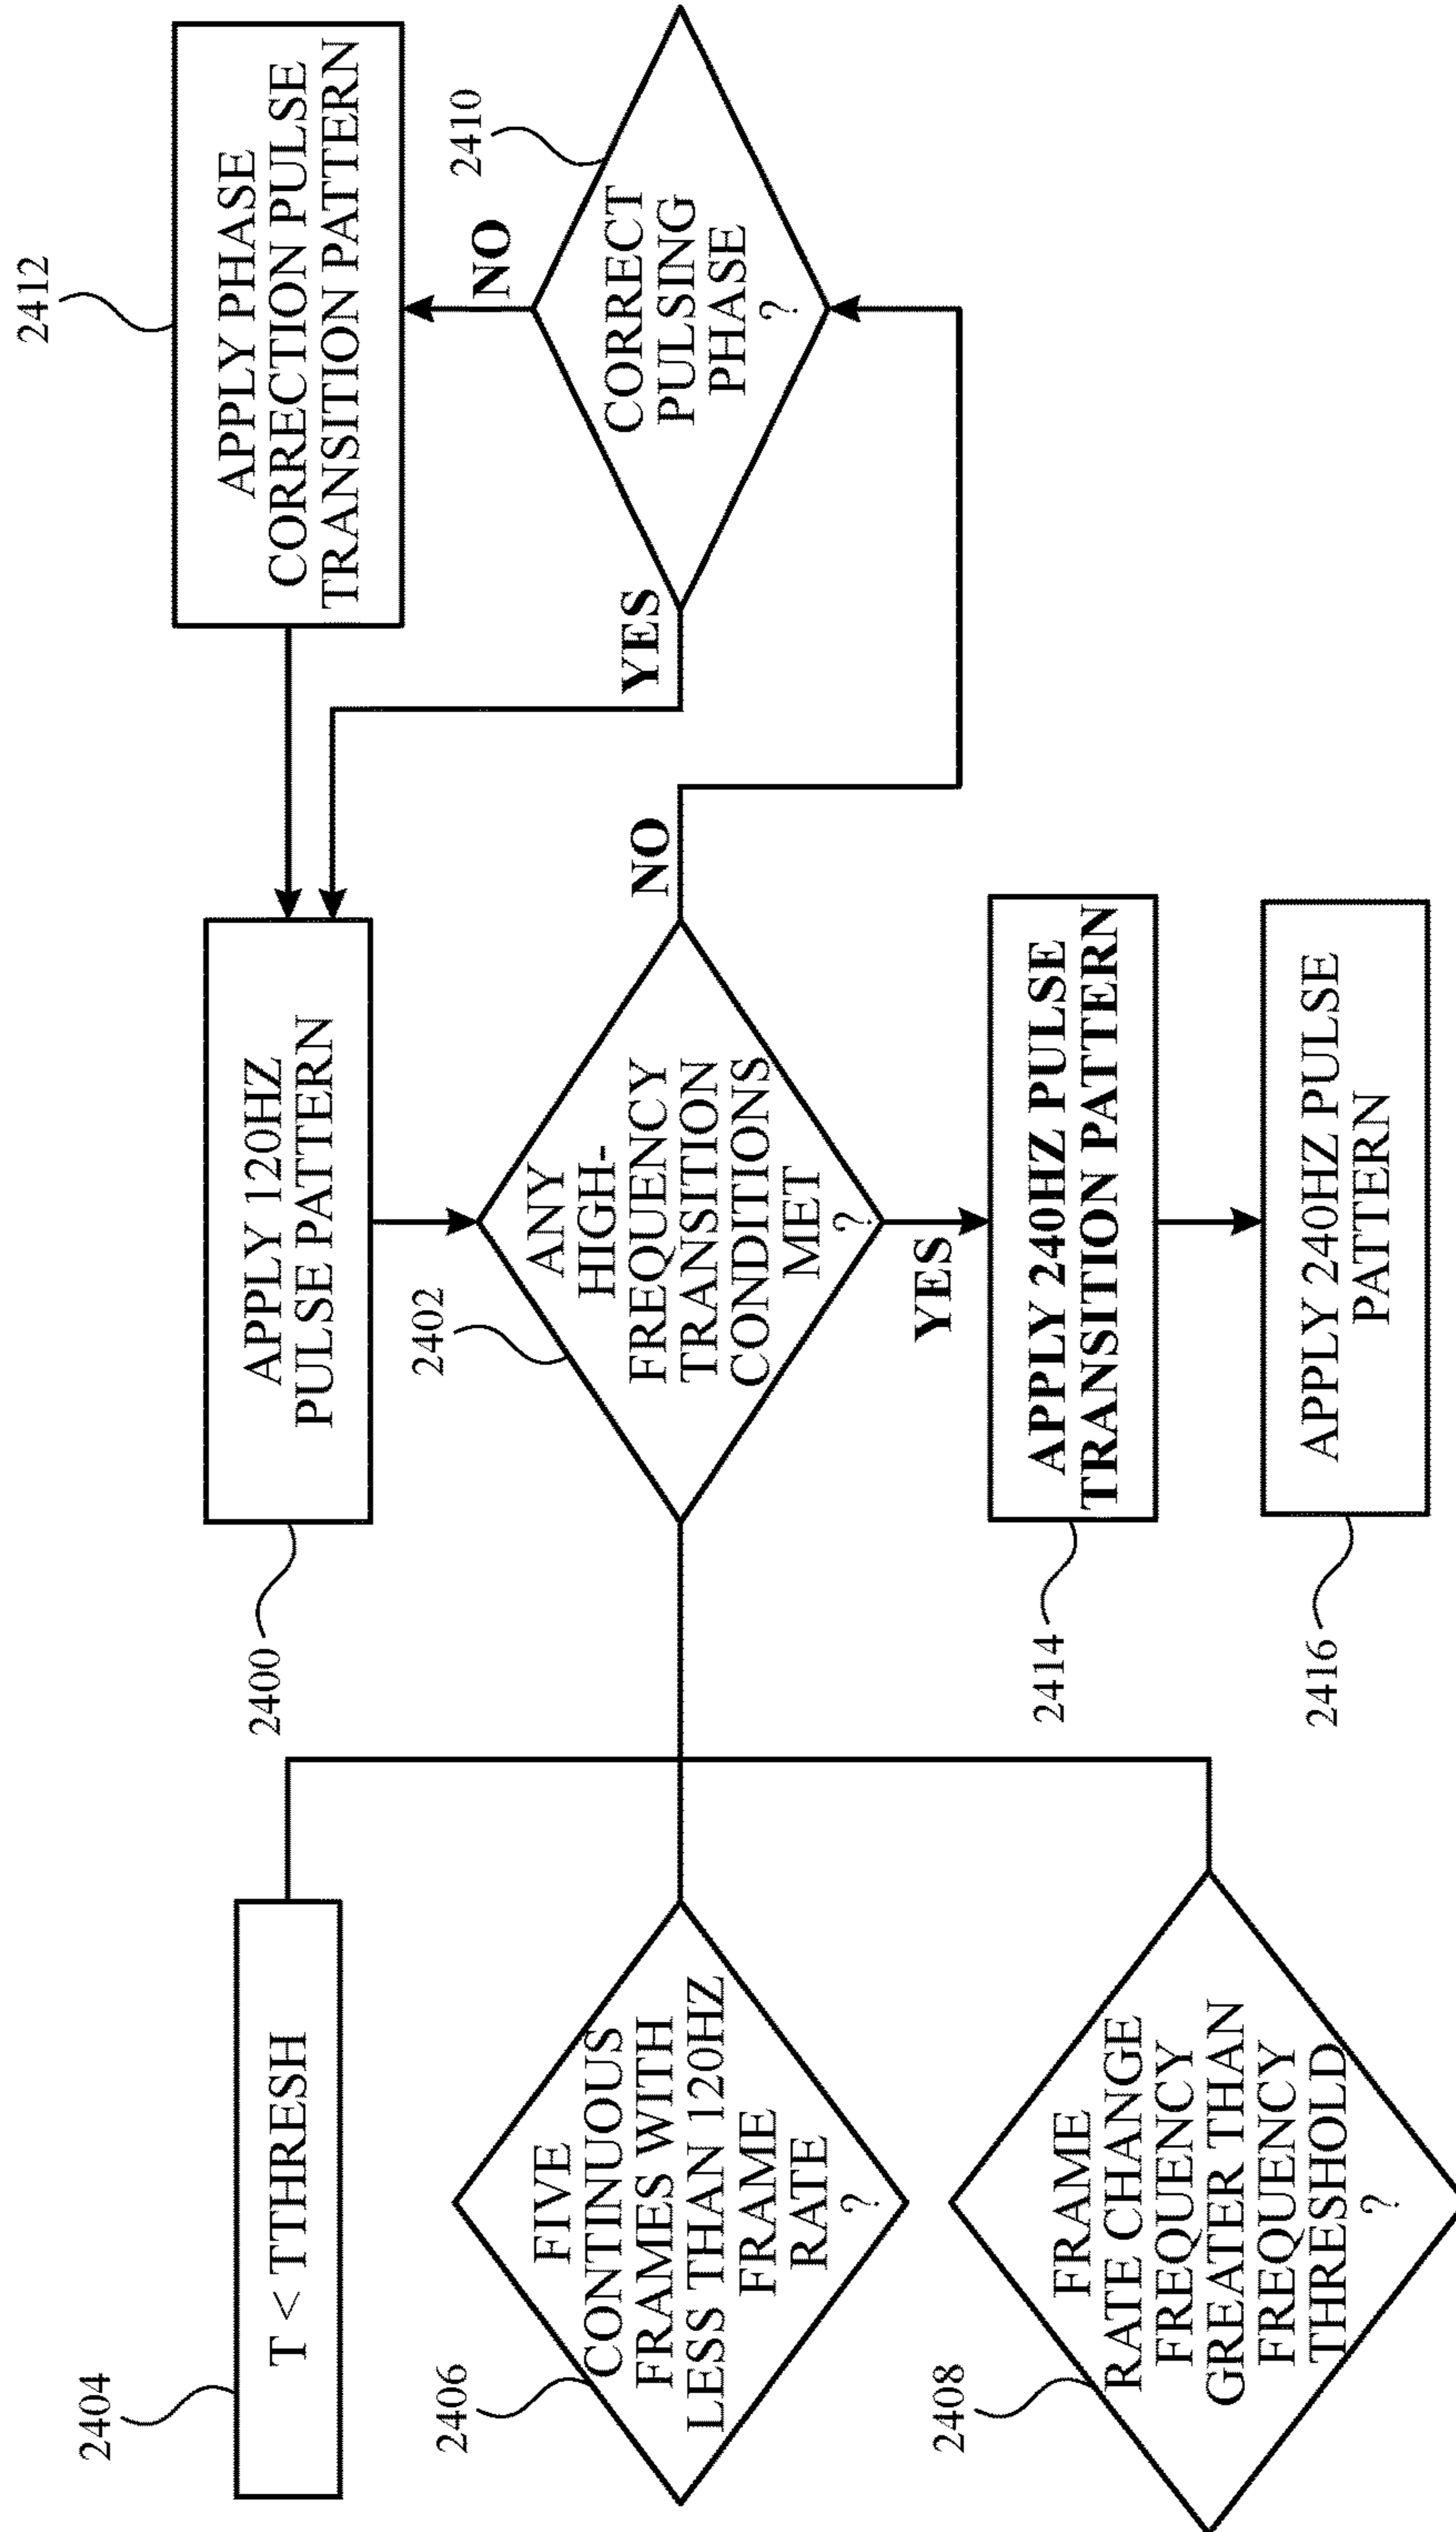 2404
T < TTHRESH
2406
FIVE
CONTINUOUS
FRAMES WITH
LESS THAN 120HZ
FRAME
RATE
?
2408
FRAME
RATE CHANGE
FREQUENCY
GREATER THAN
FREQUENCY
THRESHOLD
?
2400
APPLY 120HZ
PULSE PATTERN
2402
ANY
HIGH-
FREQUENCY
TRANSITION
CONDITIONS
MET
?
YES
NO
2414
APPLY 240HZ PULSE
TRANSITION PATTERN
2416
APPLY 240HZ PULSE
PATTERN
2412
APPLY PHASE
CORRECTION PULSE
TRANSITION PATTERN
2410
CORRECT
PULSING
PHASE
?
YES
NO